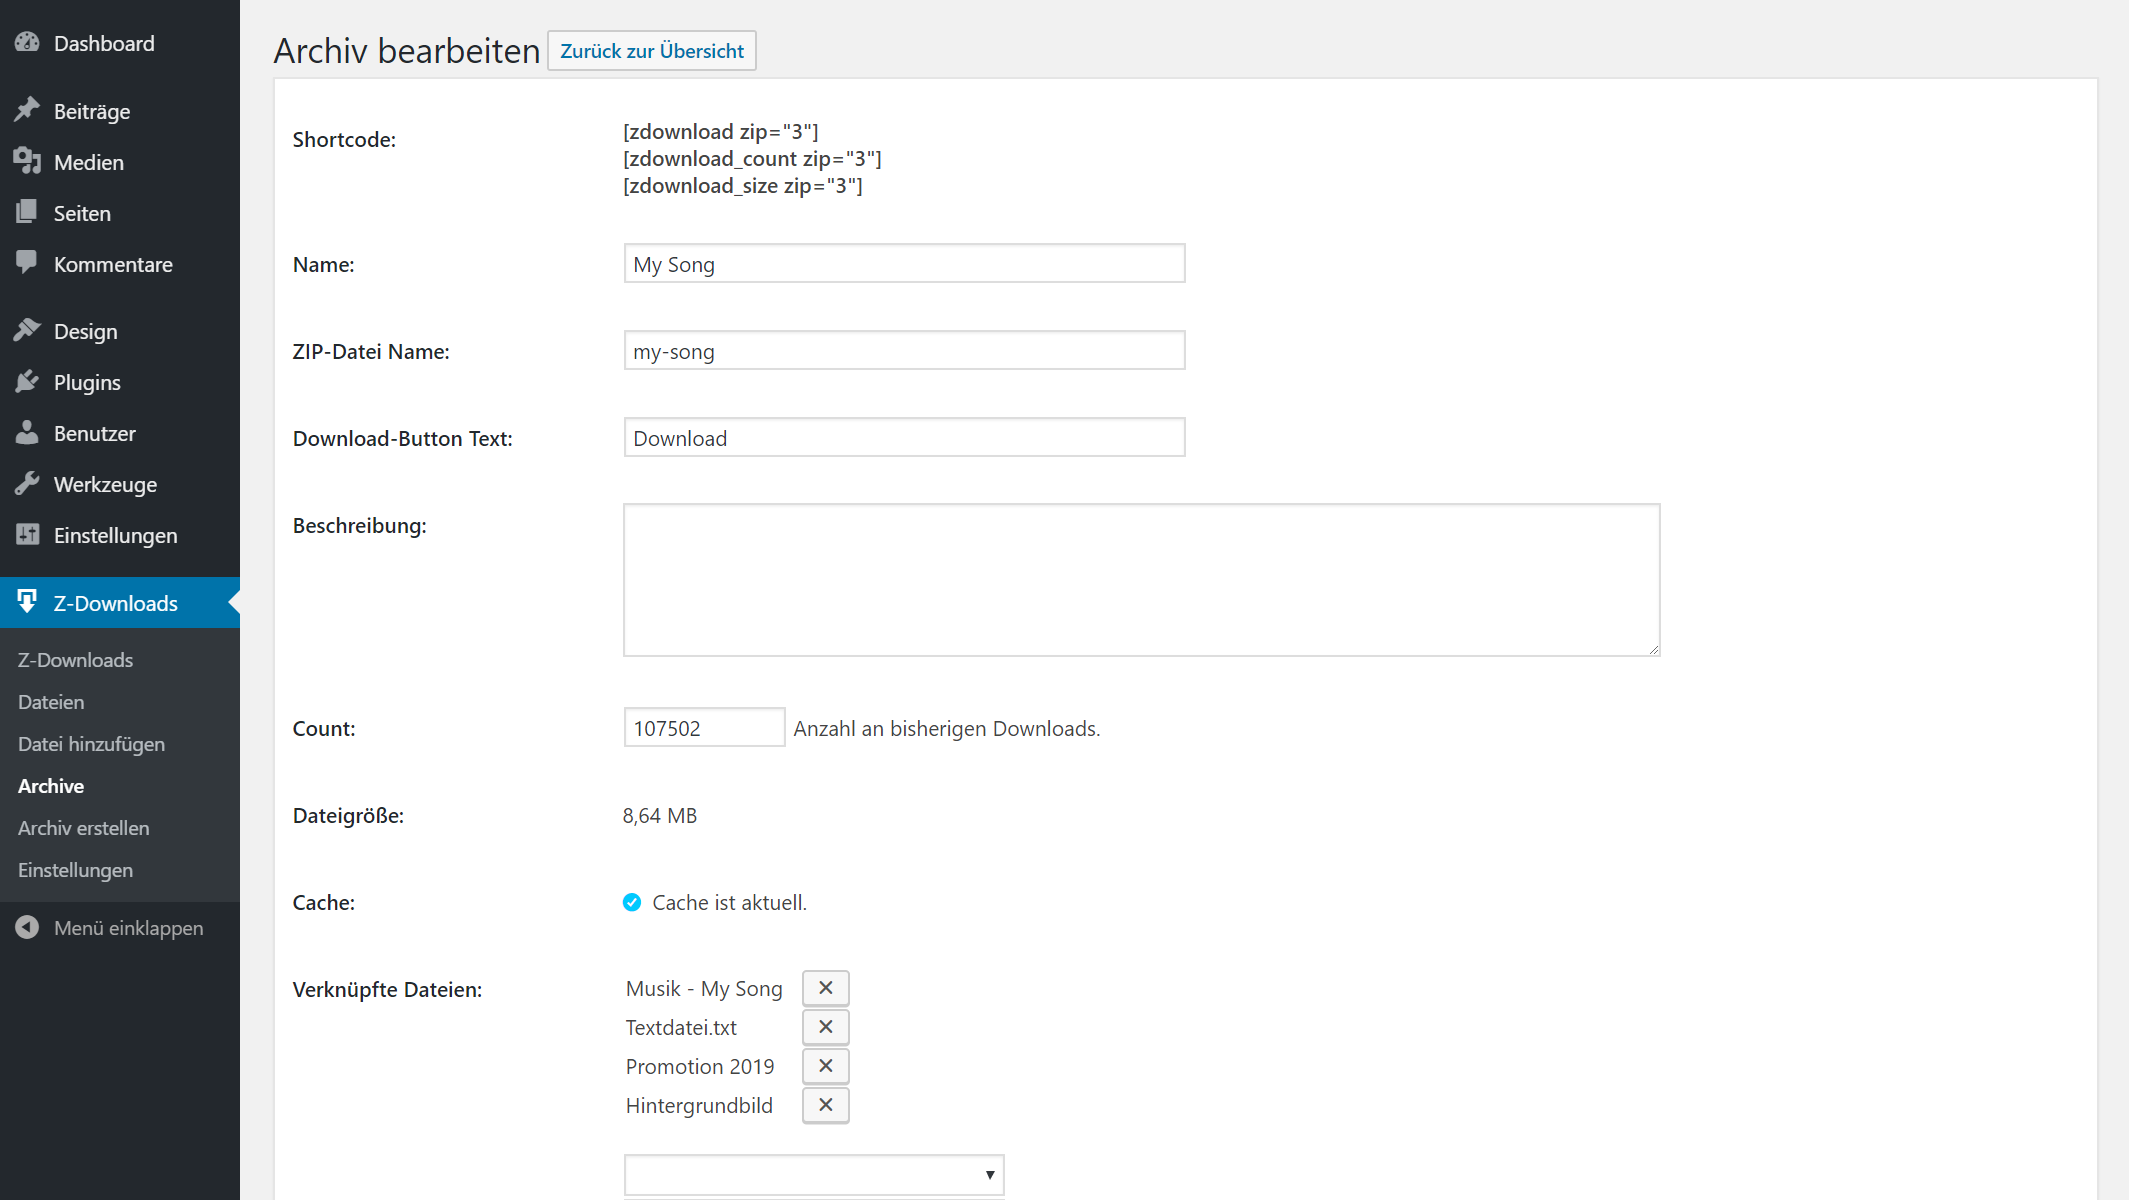 Dashboard
Beiträge
Medien
Seiten
Kommentare
Design
Plugins
Benutzer
Werkzeuge
Einstellungen
Z-Downloads
Z-Downloads
Dateien
Datei hinzufügen
Archive
Archiv erstellen
Einstellungen
Menü einklappen
Archiv bearbeiten Zurück zur Übersicht
Shortcode: [zdownload zip="3"]
[zdownload_count zip="3"]
[zdownload_size zip="3"]
Name: My Song
ZIP-Datei Name: my-song
Download-Button Text: Download
Beschreibung:
Count: 107502 Anzahl an bisherigen Downloads.
Dateigröße: 8,64 MB
Cache: Cache ist aktuell.
Verknüpfte Dateien: Musik - My Song
Textdatei.txt
Promotion 2019
Hintergrundbild